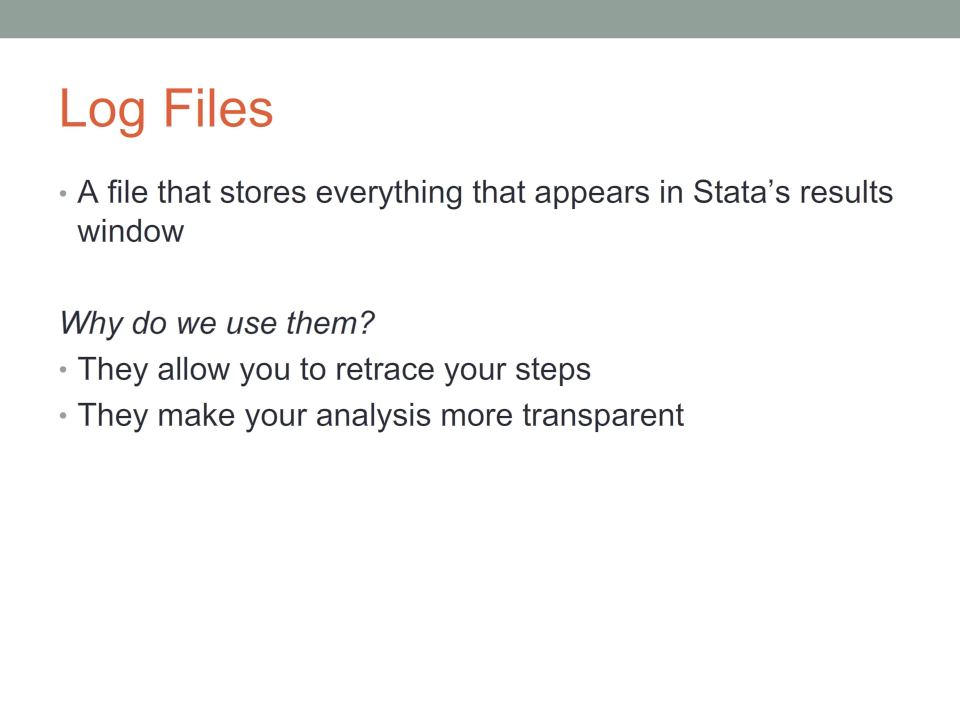 Log Files
• A file that stores everything that appears in Stata’s results
window
Why do we use them?
• They allow you to retrace your steps
• They make your analysis more transparent